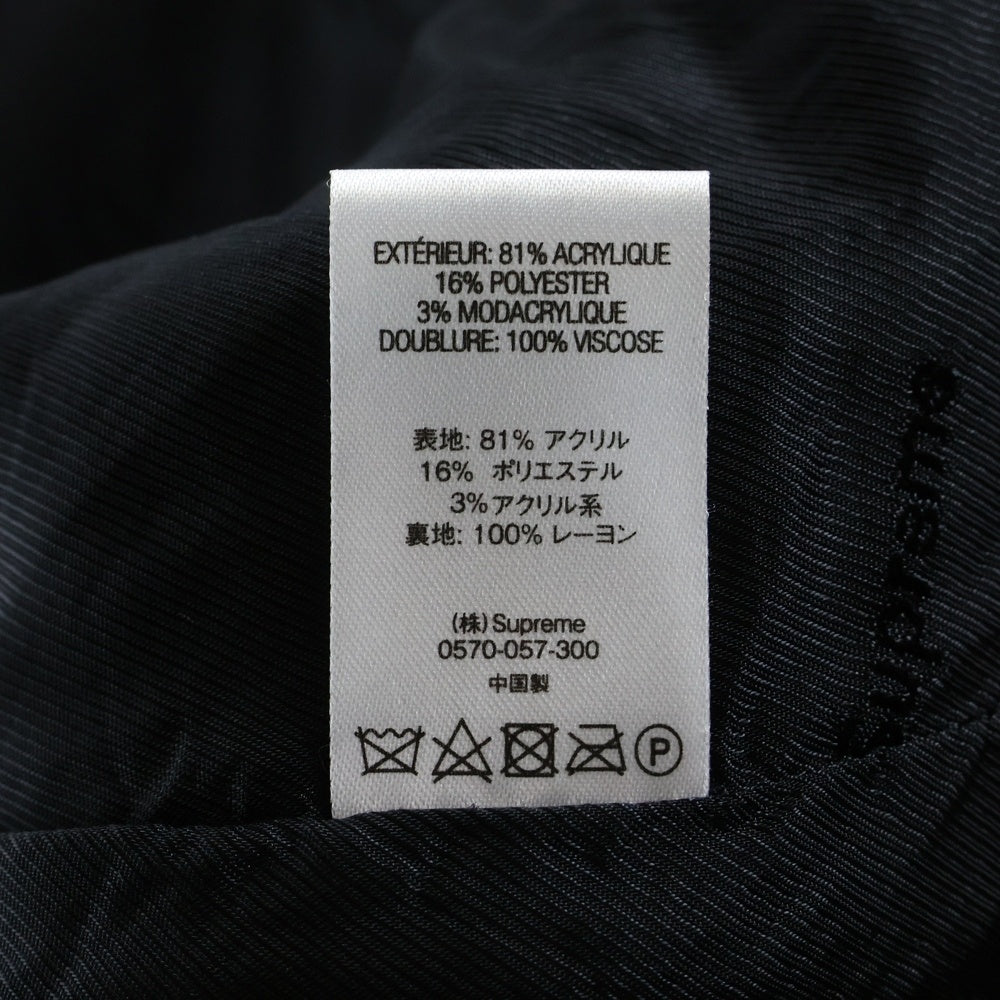 EXTÉRIEUR: 81% ACRYLIQUE
16% POLYESTER
3% MODACRYLIQUE
DOUBLURE: 100% VISCOSE
表地: 81% アクリル
16% ポリエステル
3%アクリル系
裏地: 100% レーヨン
(株) Supreme
0570-057-300
中国製
P
Supreme